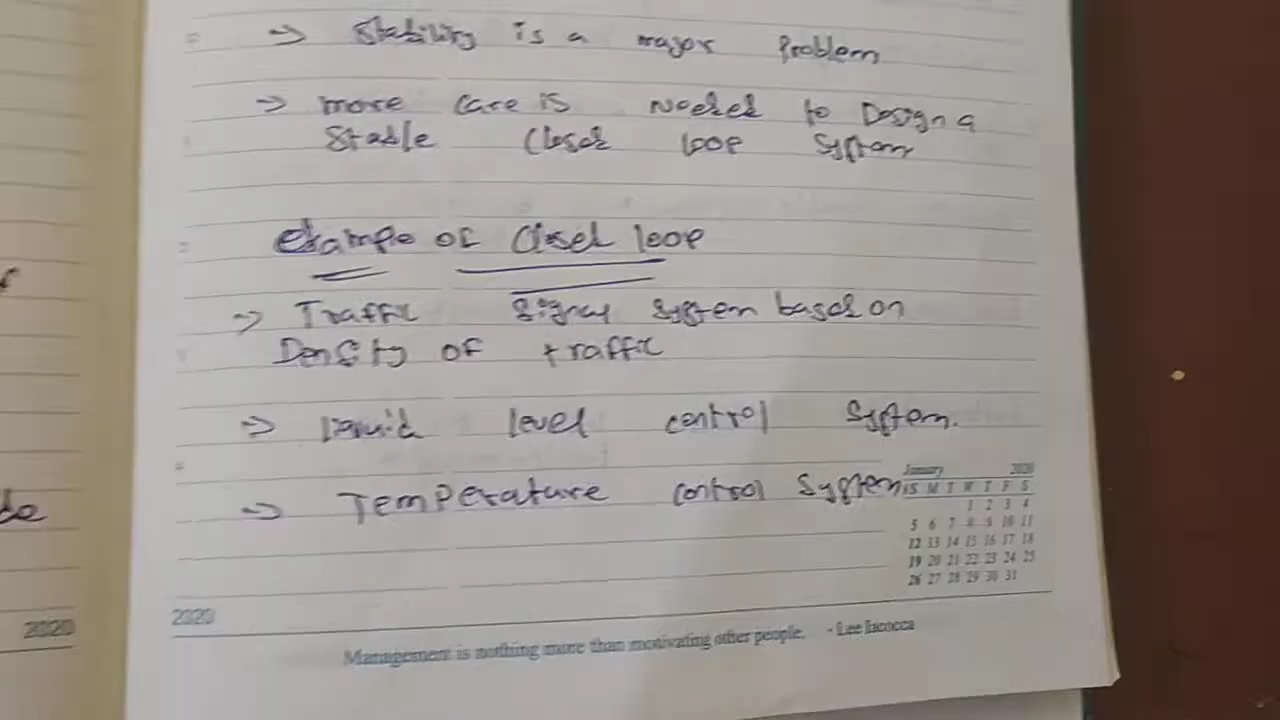 → Stability is a major Problem
→ more care is needed to Design a
Stable Closed loop System
Example of Closed loop
→ Traffic Signal System based on
Density of traffic
→ Liquid level control System.
→ Temperature control System
de
January 2020
S M T W T F S
1 2 3 4
5 6 7 8 9 10 11
12 13 14 15 16 17 18
19 20 21 22 23 24 25
26 27 28 29 30 31
2020
2020
Management is nothing more than motivating other people. - Lee Iacocca